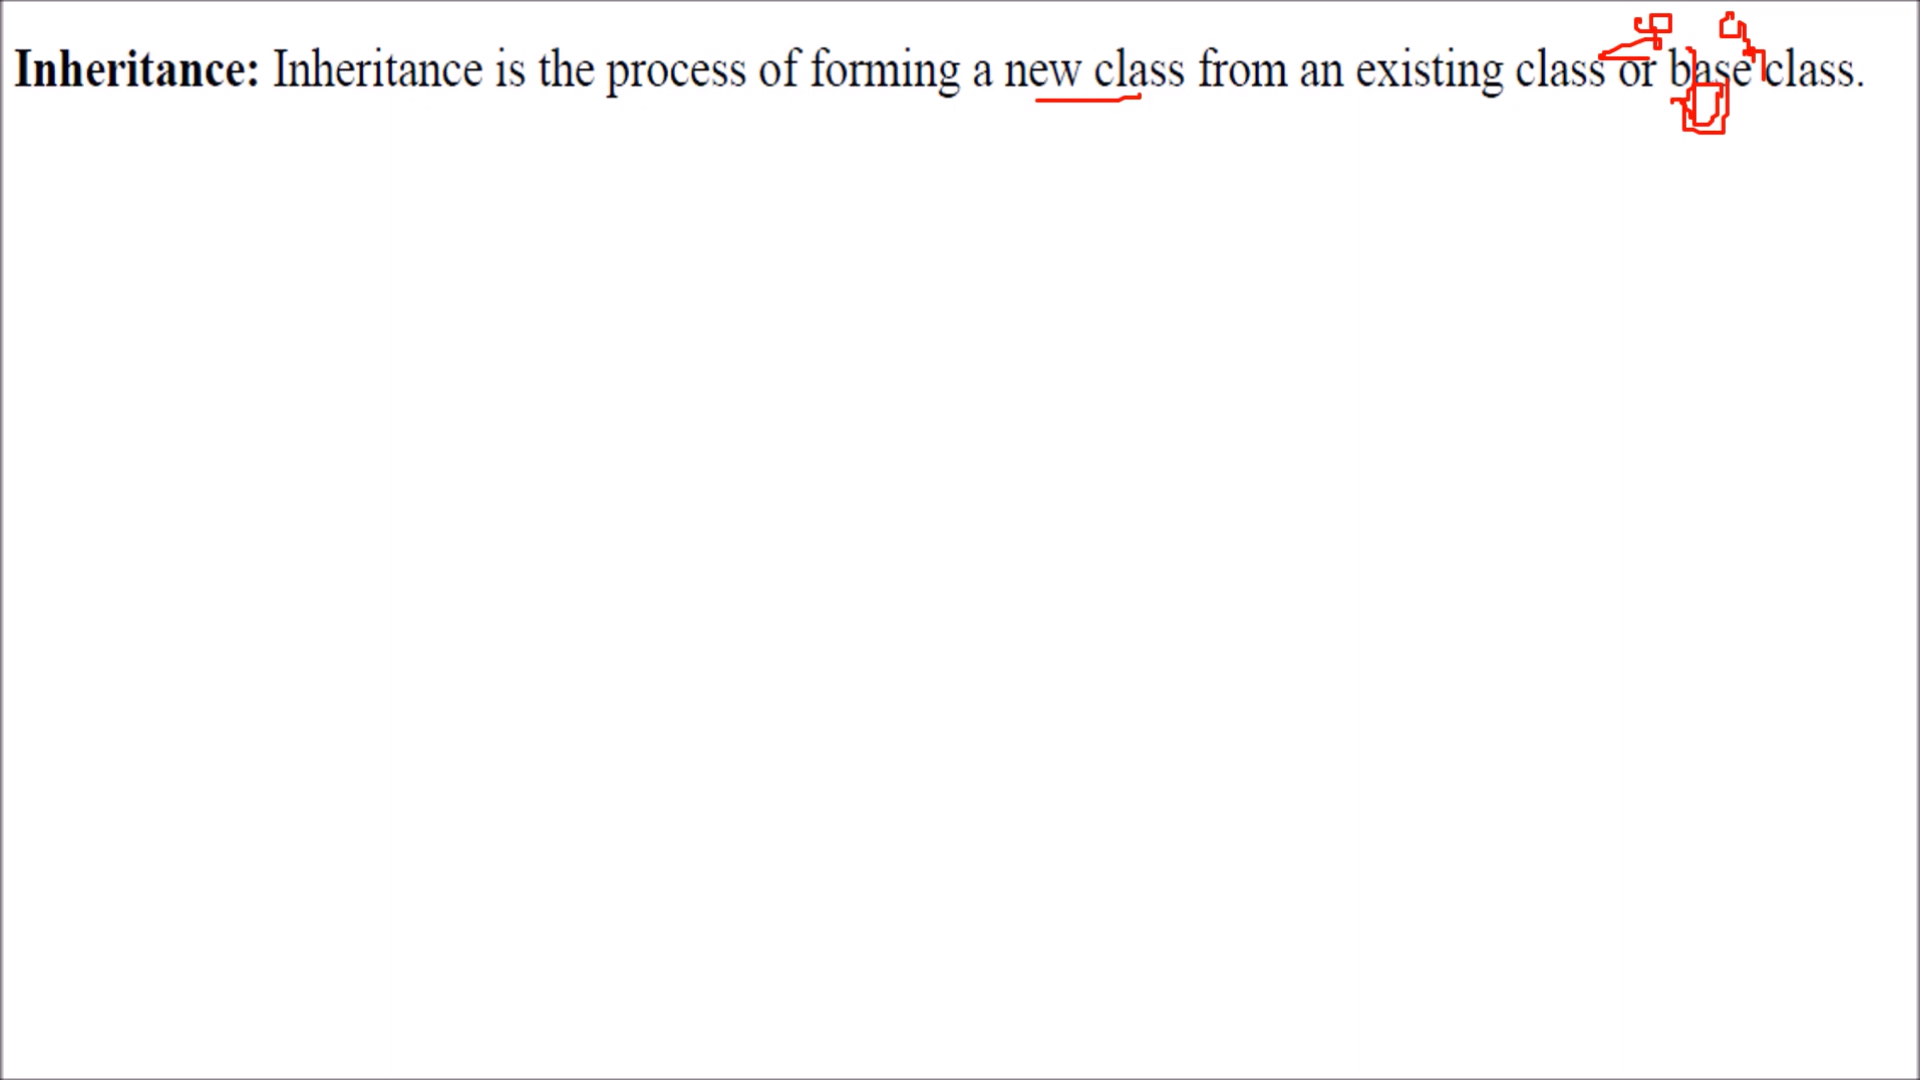 Inheritance: Inheritance is the process of forming a new class from an existing class or base class.